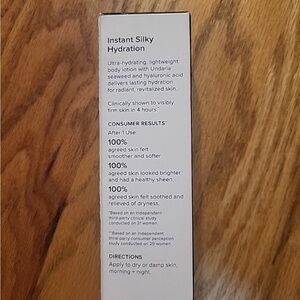 Instant Silky
Hydration
Ultra-hydrating, lightweight
body lotion with Undaria
seaweed and hyaluronic acid
delivers lasting hydration
for radiant, revitalized skin.
Clinically shown to visibly
firm skin in 4 hours*
CONSUMER RESULTS**
After 1 Use:
100%
agreed skin felt
smoother and softer
100%
agreed skin looked brighter
and had a healthy sheen
100%
agreed skin felt soothed and
relieved of dryness.
*Based on an independent
third party clinical study
conducted on 31 women.
**Based on an independent
third party consumer perception
study conducted on 29 women.
DIRECTIONS
Apply to dry or damp skin,
morning + night.